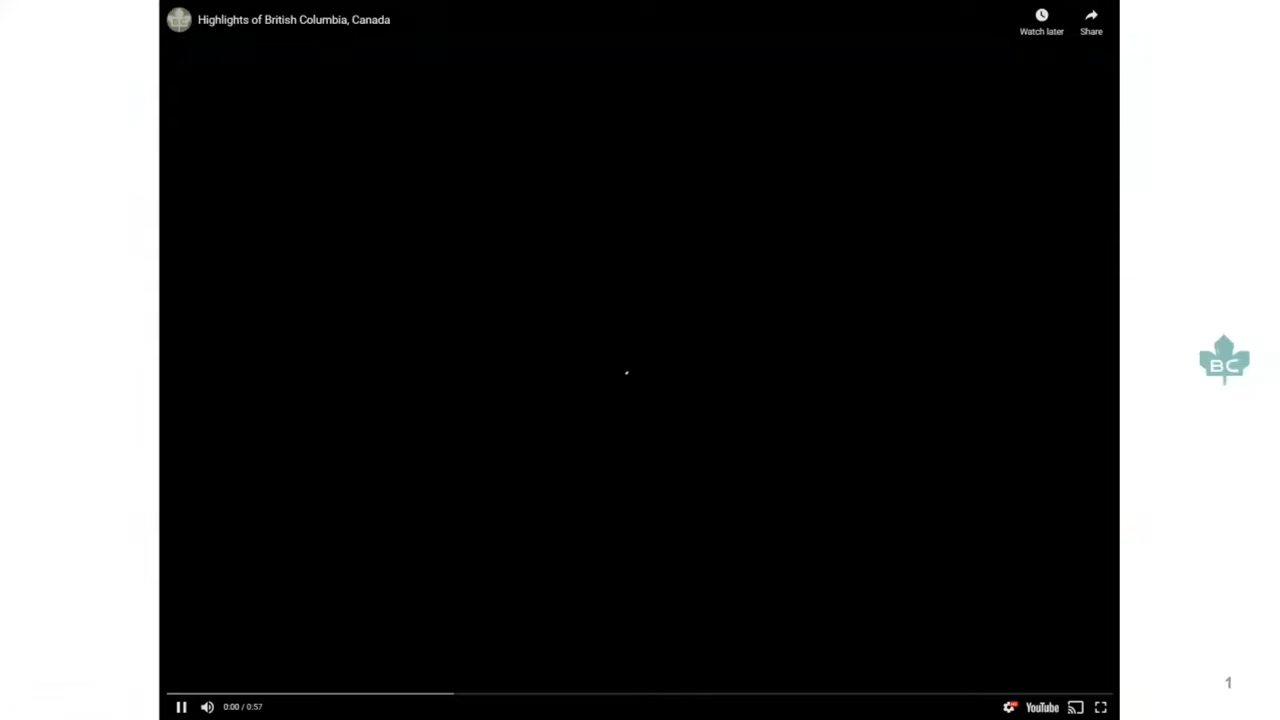 Highlights of British Columbia, Canada
Watch later
Share
BC
0:00 / 0:57
YouTube
1